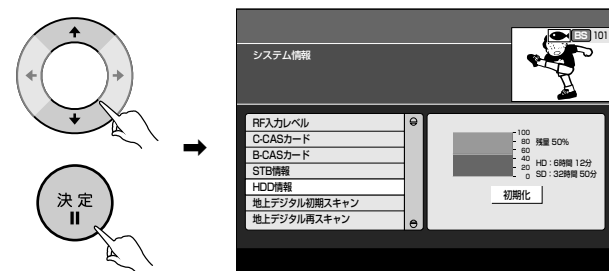 決定
BS 101
システム情報
RF入力レベル
C-CASカード
B-CASカード
STB情報
HDD情報
地上デジタル初期スキャン
地上デジタル再スキャン
100
80
60
40
20
0
残量 50%
HD：6時間 12分
SD：32時間 50分
初期化